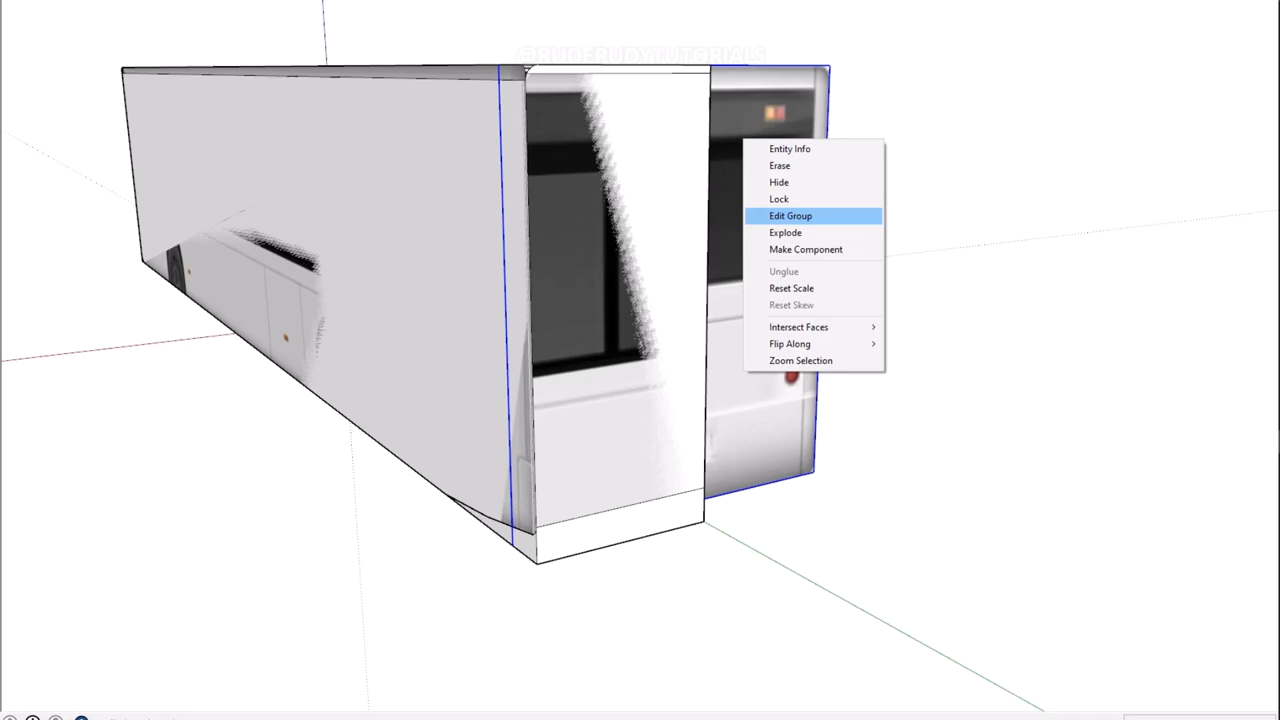 @RUDERUDYTUTORIALS
Entity Info
Erase
Hide
Lock
Edit Group
Explode
Make Component
Unglue
Reset Scale
Reset Skew
Intersect Faces
Flip Along
Zoom Selection